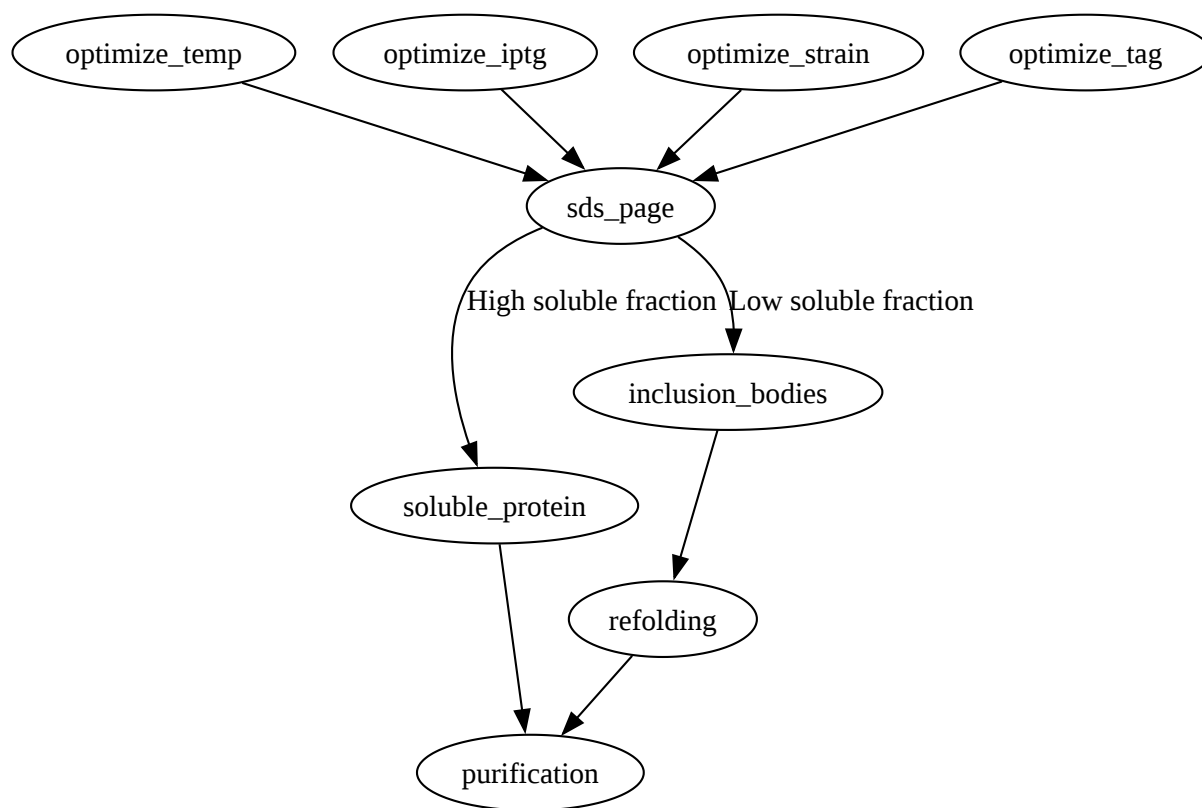 optimize_temp
optimize_iptg
optimize_strain
optimize_tag
sds_page
High soluble fraction
Low soluble fraction
inclusion_bodies
soluble_protein
refolding
purification